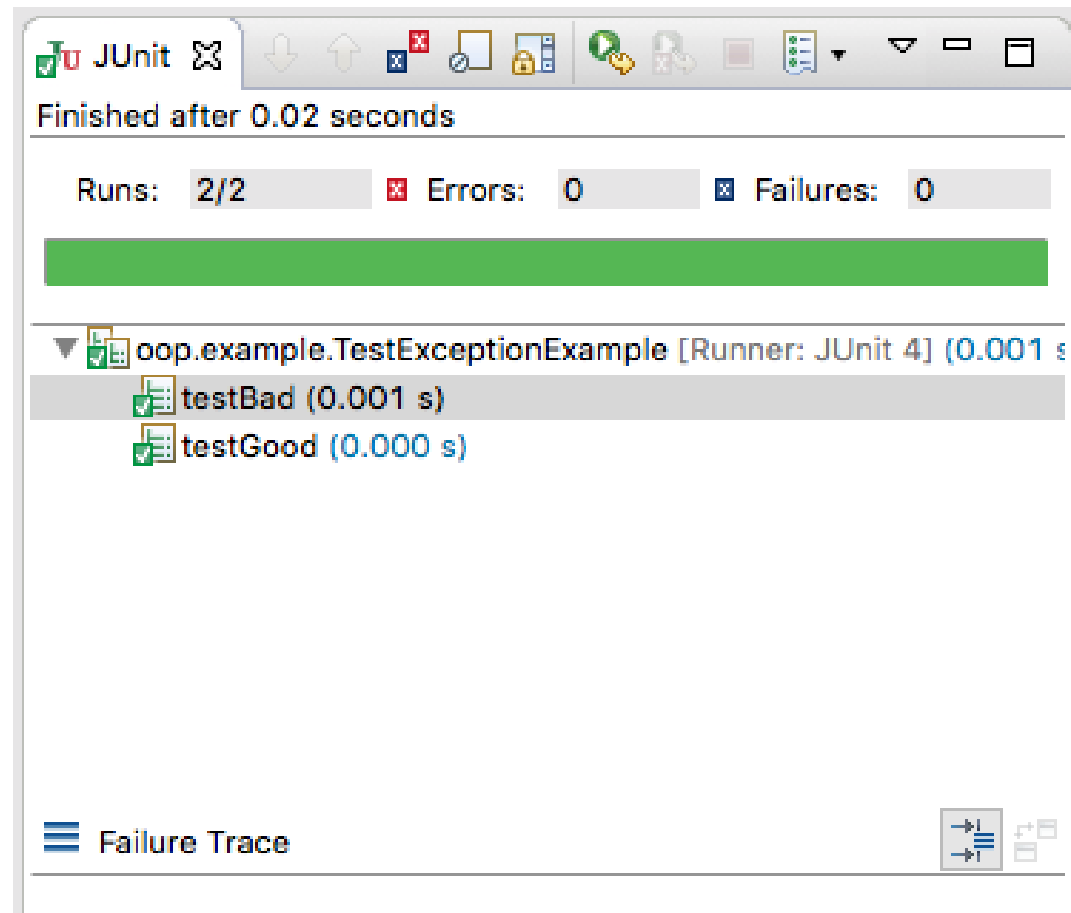 JUnit
Finished after 0.02 seconds
Runs: 2/2 Errors: 0 Failures: 0
oop.example.TestExceptionExample [Runner: JUnit 4] (0.001 s
testBad (0.001 s)
testGood (0.000 s)
Failure Trace